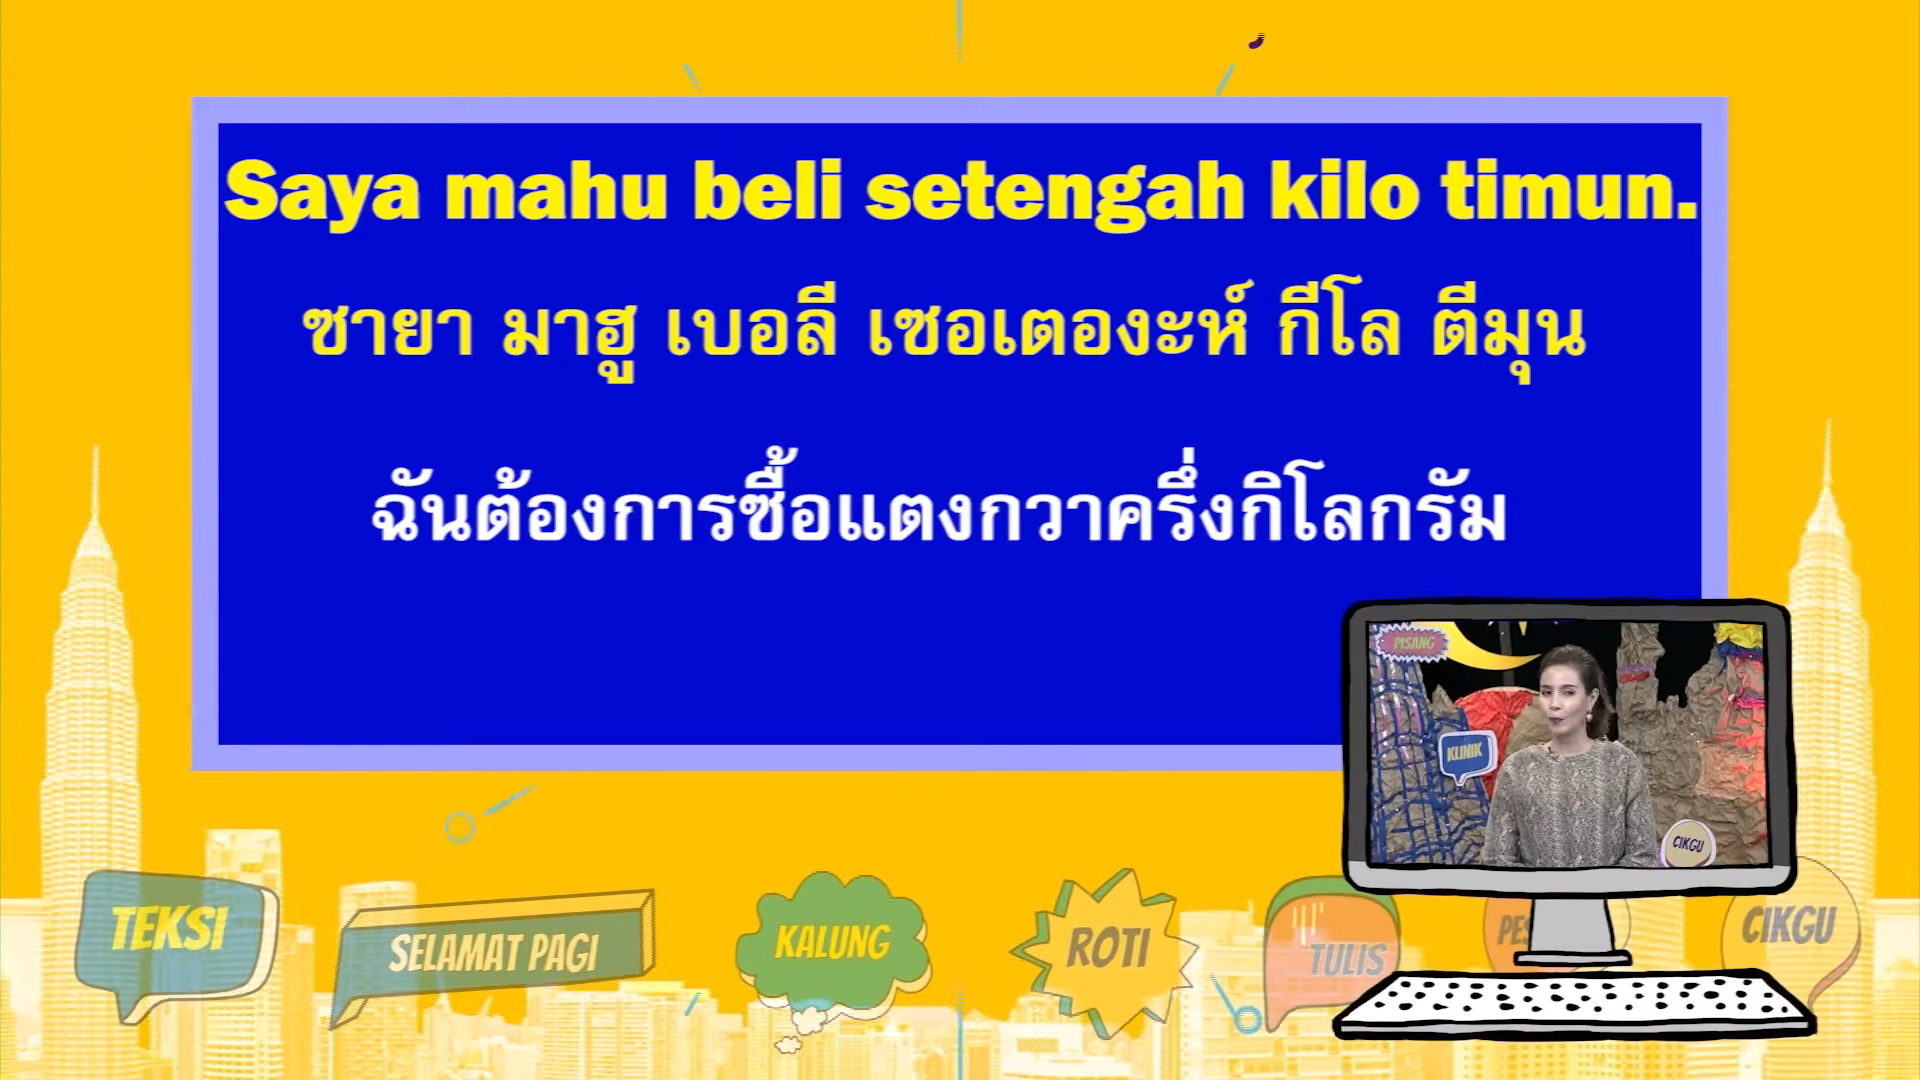 Saya mahu beli setengah kilo timun.
ซายา มาฮู เบอลี เซอเตองะห์ กีโล ตีมุน
ฉันต้องการซื้อแตงกวาครึ่งกิโลกรัม
PISANG
KLINIK
CIKGU
TEKSI
SELAMAT PAGI
KALUNG
ROTI
TULIS
CIKGU